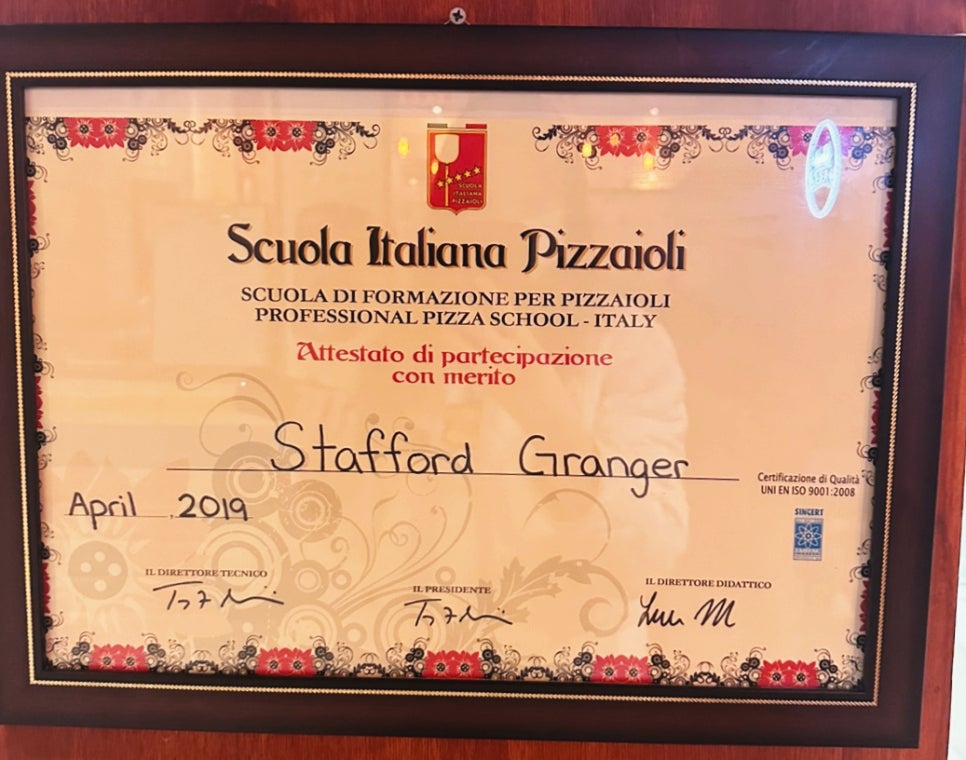 SCUOLA
ITALIANA
PIZZAIOLI
Scuola Italiana Pizzaioli
SCUOLA DI FORMAZIONE PER PIZZAIOLI
PROFESSIONAL PIZZA SCHOOL - ITALY
Attestato di partecipazione
con merito
Stafford Granger
Certificazione di Qualità
UNI EN ISO 9001:2008
April , 2019
SINCERT
IL DIRETTORE TECNICO
IL PRESIDENTE
IL DIRETTORE DIDATTICO